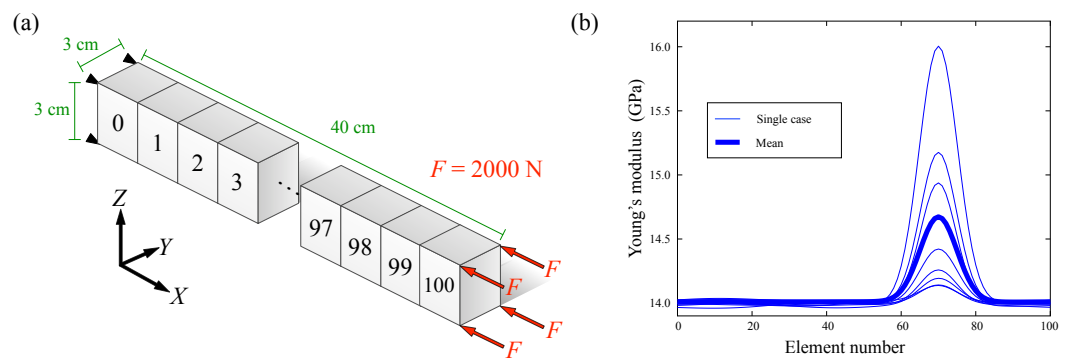 (a)
3 cm
3 cm
40 cm
F = 2000 N
0
1
2
3
97
98
99
100
F
F
F
F
Z
Y
X
(b)
16.0
15.5
15.0
14.5
14.0
Young's modulus (GPa)
Single case
Mean
0
20
40
60
80
100
Element number